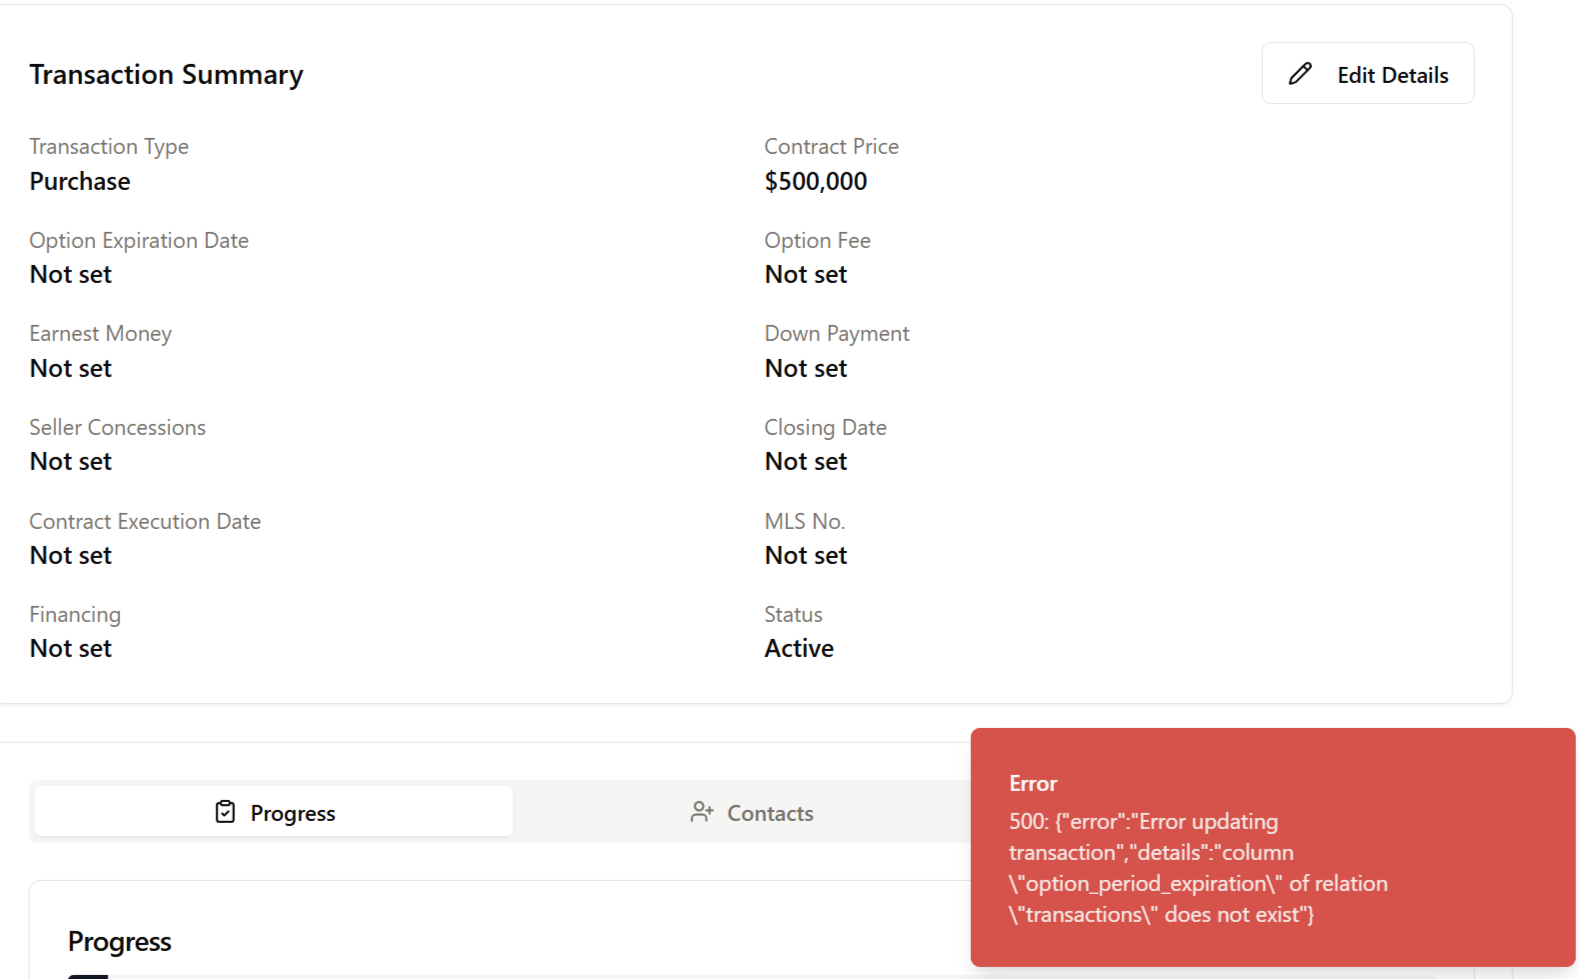 Transaction Summary
Edit Details
Transaction Type
Purchase
Contract Price
$500,000
Option Expiration Date
Not set
Option Fee
Not set
Earnest Money
Not set
Down Payment
Not set
Seller Concessions
Not set
Closing Date
Not set
Contract Execution Date
Not set
MLS No.
Not set
Financing
Not set
Status
Active
Progress
Contacts
Progress
Error
500: {"error":"Error updating
transaction","details":"column
\"option_period_expiration\" of relation
\"transactions\" does not exist"}